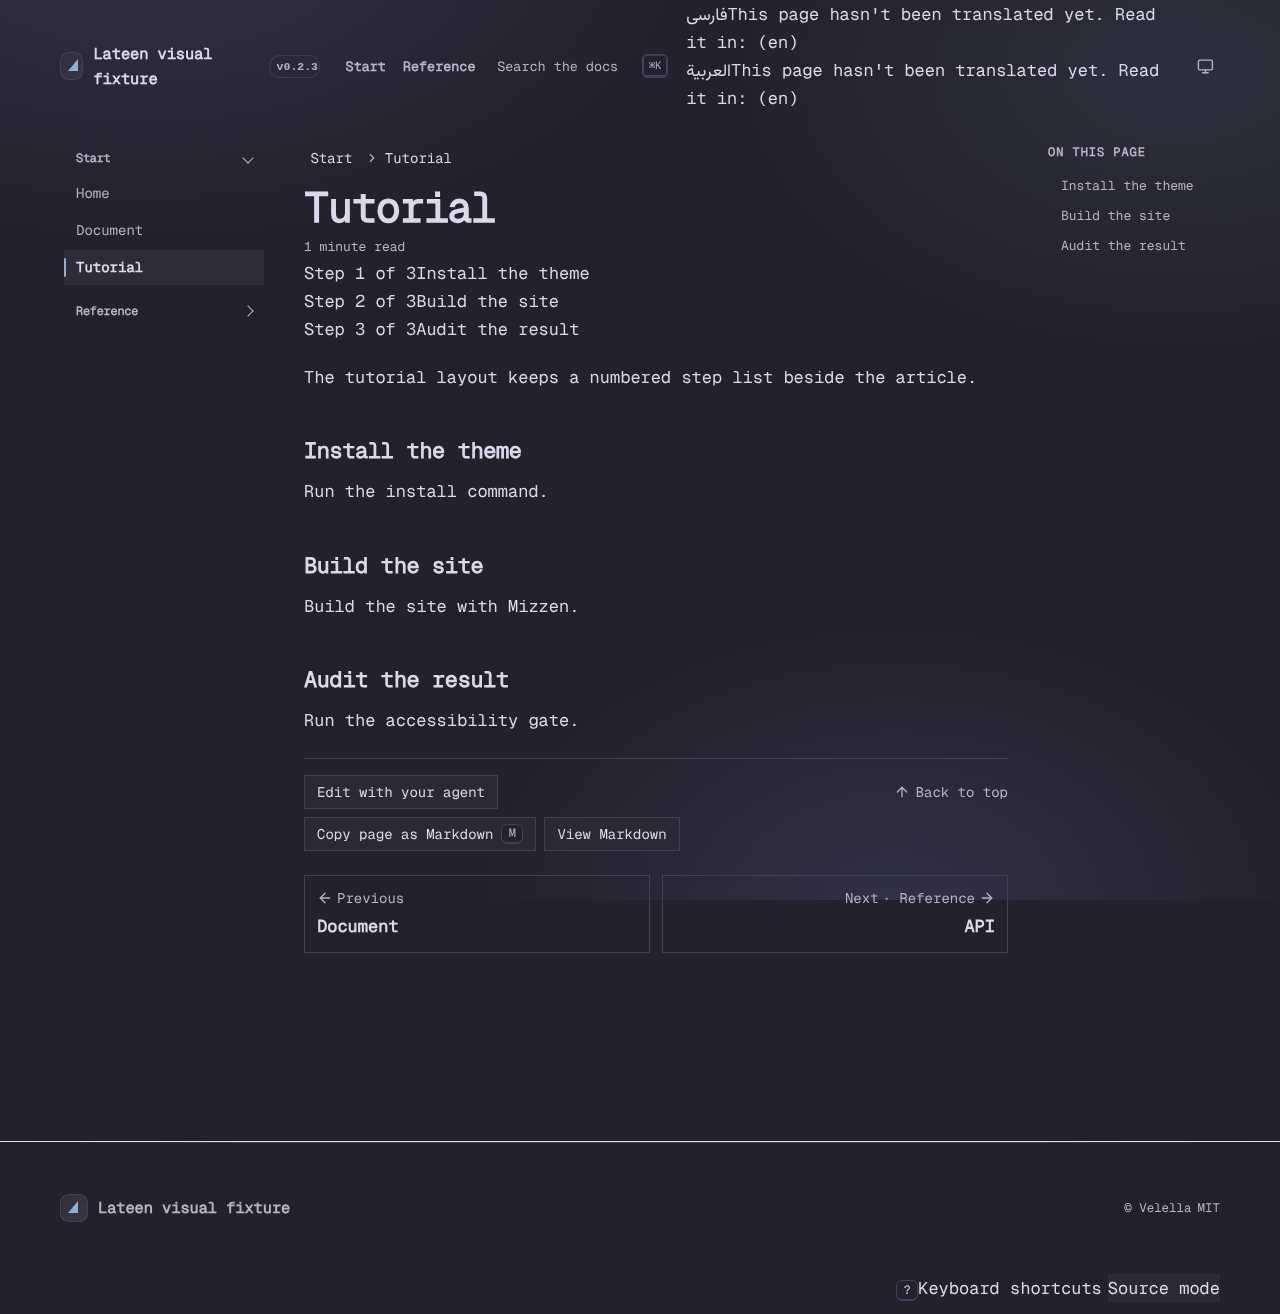 Lateen visual
fixture
v0.2.3
Start
Reference
Search the docs
⌘K
فارسیThis page hasn't been translated yet. Read
it in: (en)
العربيةThis page hasn't been translated yet. Read
it in: (en)
Start
Home
Document
Tutorial
Reference
Start > Tutorial
Tutorial
1 minute read
Step 1 of 3Install the theme
Step 2 of 3Build the site
Step 3 of 3Audit the result
The tutorial layout keeps a numbered step list beside the article.
Install the theme
Run the install command.
Build the site
Build the site with Mizzen.
Audit the result
Run the accessibility gate.
Edit with your agent
↑ Back to top
Copy page as Markdown M
View Markdown
← Previous
Document
Next · Reference →
API
ON THIS PAGE
Install the theme
Build the site
Audit the result
Lateen visual fixture
© Velella MIT
? Keyboard shortcuts Source mode